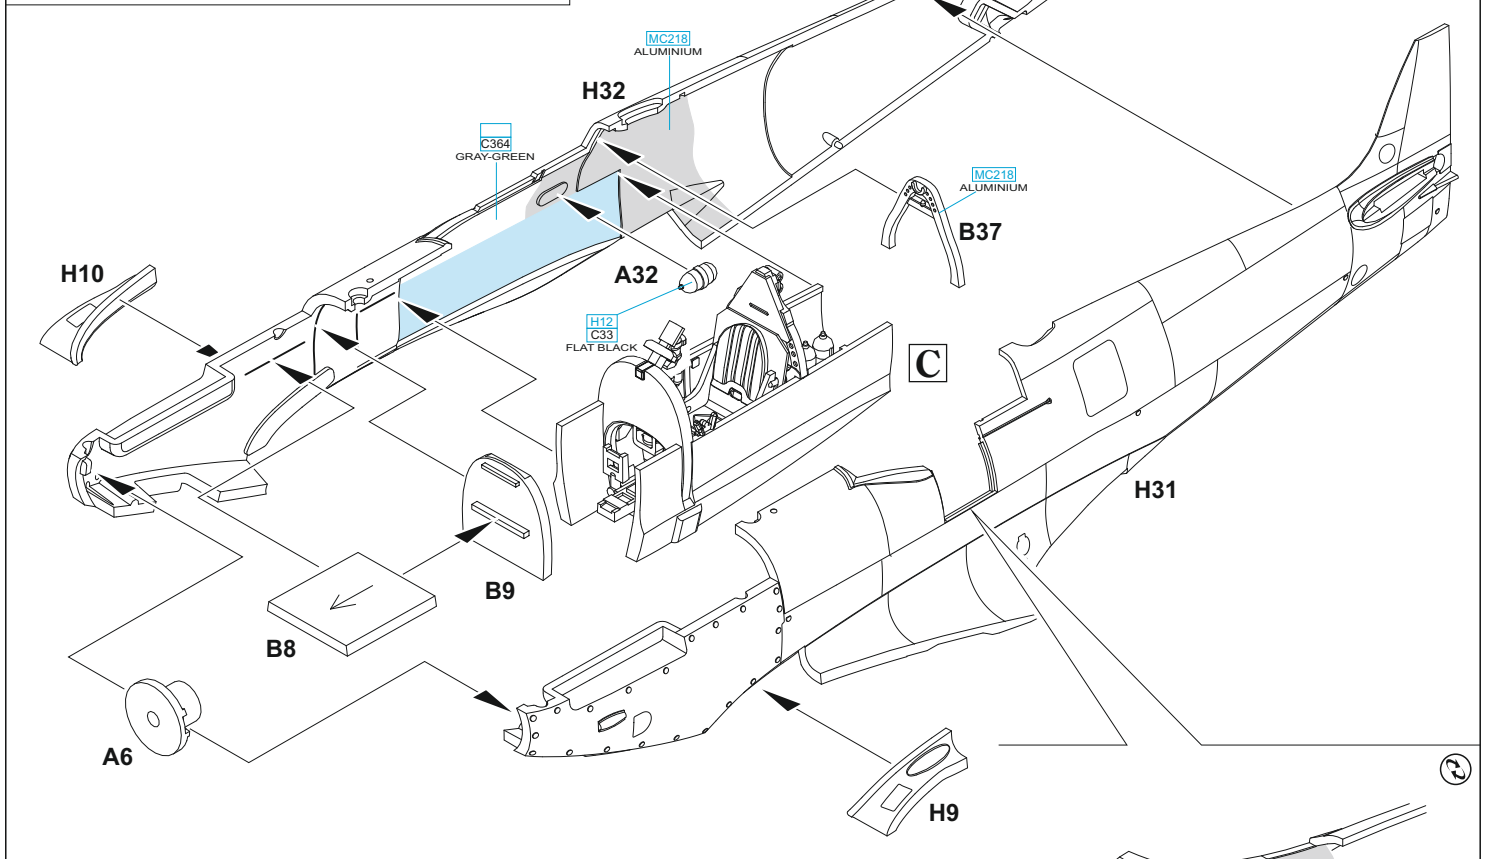 MC218
ALUMINIUM
H32
C364
GRAY-GREEN
MC218
ALUMINIUM
B37
H10
A32
H12
C33
FLAT BLACK
C
H31
B9
B8
A6
H9